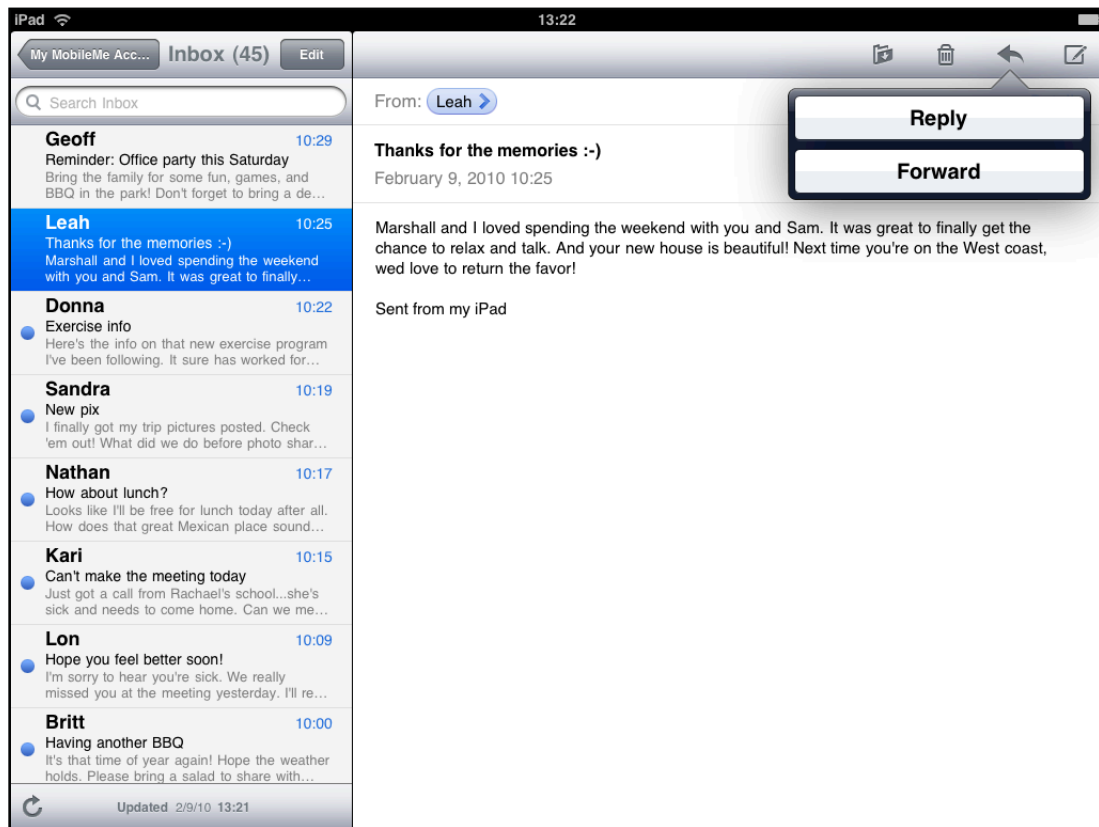 iPad
13:22
My MobileMe Acc...
Inbox (45)
Edit
Search Inbox
Geoff 10:29
Reminder: Office party this Saturday
Bring the family for some fun, games, and
BBQ in the park! Don't forget to bring a de...
Leah 10:25
Thanks for the memories :-)
Marshall and I loved spending the weekend
with you and Sam. It was great to finally...
Donna 10:22
Exercise info
Here's the info on that new exercise program
I've been following. It sure has worked for...
Sandra 10:19
New pix
I finally got my trip pictures posted. Check
'em out! What did we do before photo shar...
Nathan 10:17
How about lunch?
Looks like I'll be free for lunch today after all.
How does that great Mexican place sound...
Kari 10:15
Can't make the meeting today
Just got a call from Rachael's school...she's
sick and needs to come home. Can we me...
Lon 10:09
Hope you feel better soon!
I'm sorry to hear you're sick. We really
missed you at the meeting yesterday. I'll re...
Britt 10:00
Having another BBQ
It's that time of year again! Hope the weather
holds. Please bring a salad to share with...
Updated 2/9/10 13:21
From: Leah
Reply
Forward
Thanks for the memories :-)
February 9, 2010 10:25
Marshall and I loved spending the weekend with you and Sam. It was great to finally get the
chance to relax and talk. And your new house is beautiful! Next time you're on the West coast,
wed love to return the favor!
Sent from my iPad